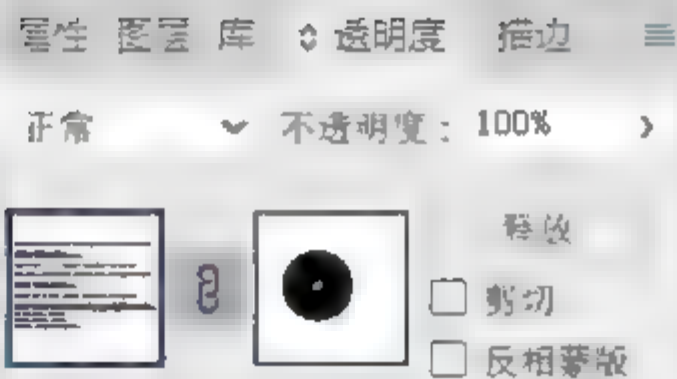 属性 图层 库 透明度 描边
正常 不透明度： 100%
释放
剪切
反相蒙版